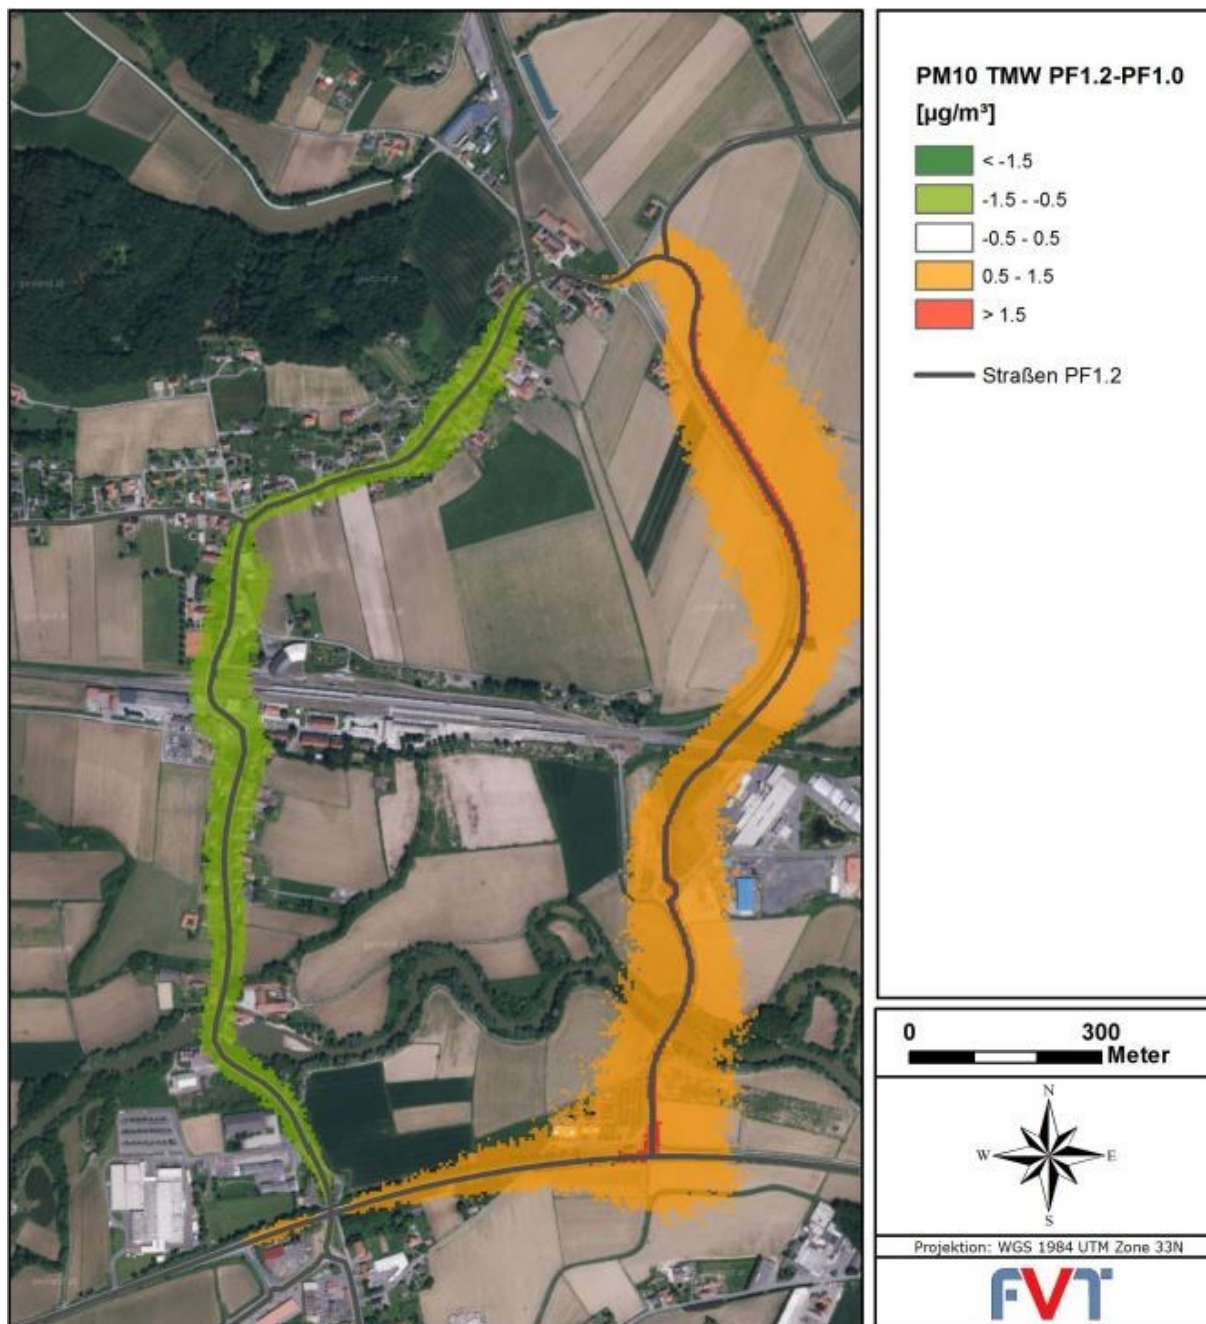 PM10 TMW PF1.2-PF1.0
[µg/m³]
< -1.5
-1.5 - -0.5
-0.5 - 0.5
0.5 - 1.5
> 1.5
Straßen PF1.2
0 300
Meter
N
W E
S
Projektion: WGS 1984 UTM Zone 33N
FVT